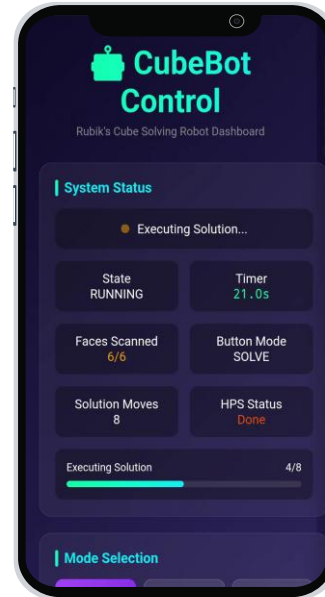 CubeBot
Control
Rubik's Cube Solving Robot Dashboard
System Status
Executing Solution...
State
RUNNING
Timer
21.0s
Faces Scanned
6/6
Button Mode
SOLVE
Solution Moves
8
HPS Status
Done
Executing Solution
4/8
Mode Selection